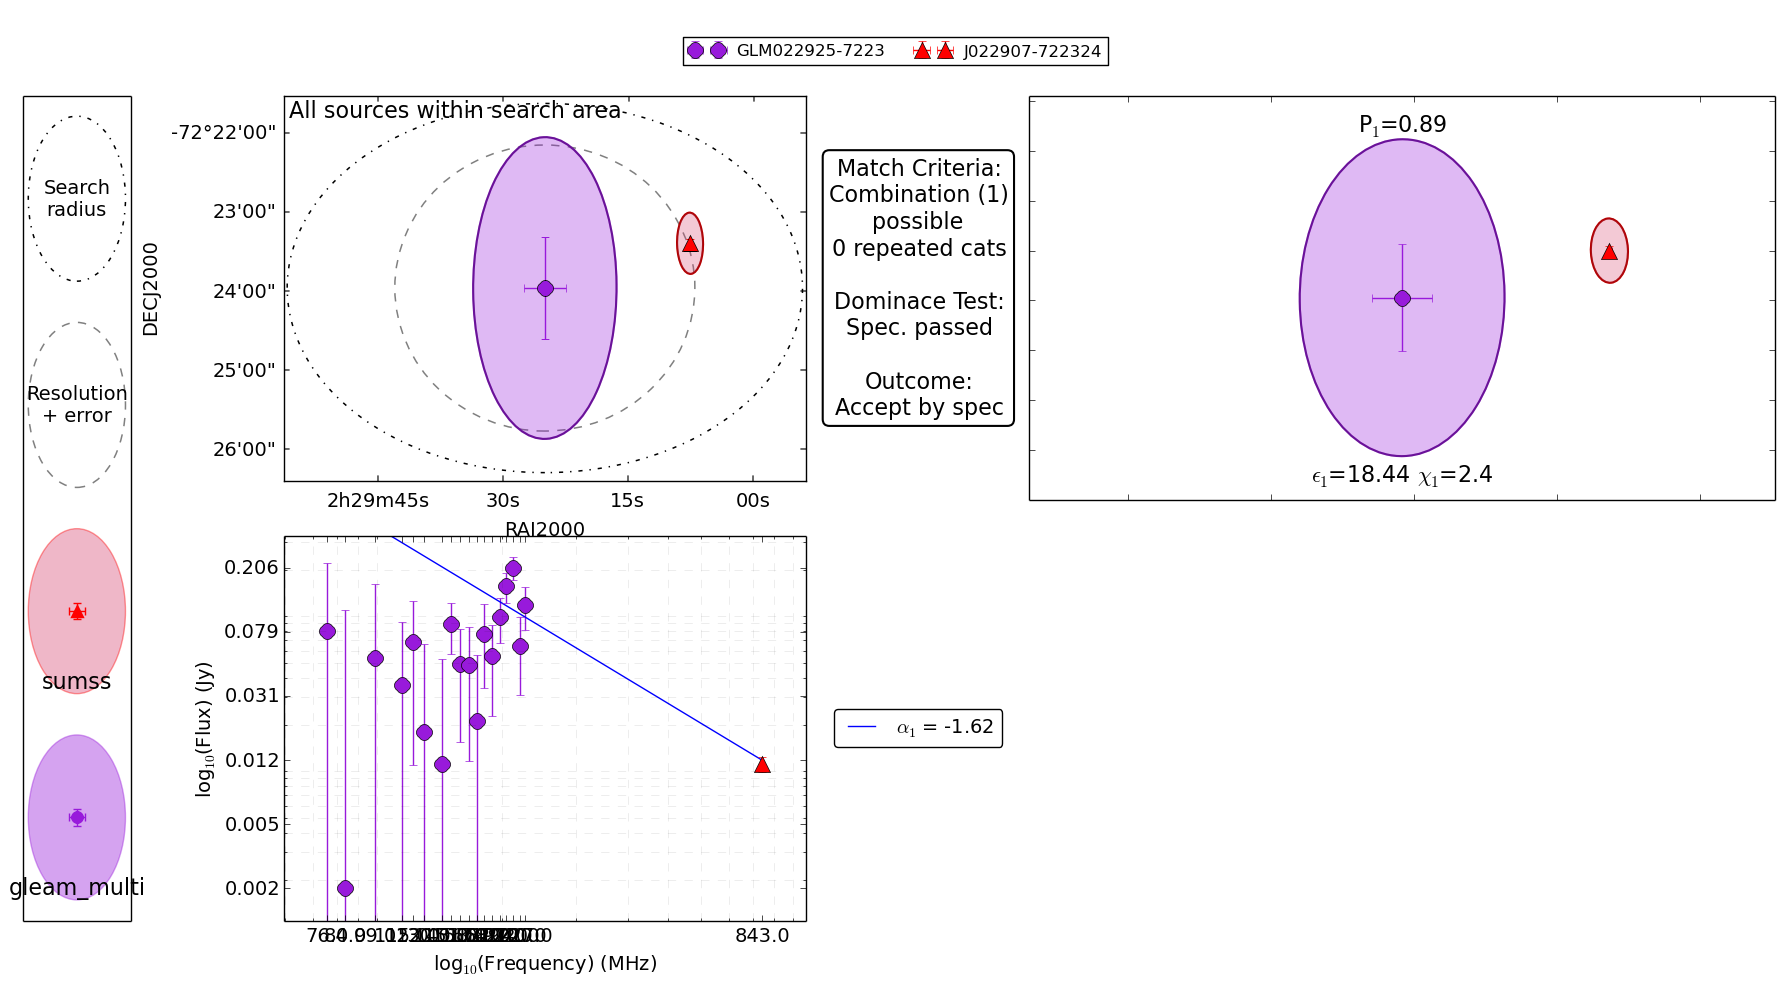 GLM022925-7223
J022907-722324
Search
radius
Resolution
+ error
sumss
gleam_multi
All sources within search area
DECJ2000
-72°22'00"
23'00"
24'00"
25'00"
26'00"
2h29m45s
30s
15s
00s
RAJ2000
Match Criteria:
Combination (1)
possible
0 repeated cats
Dominace Test:
Spec. passed
Outcome:
Accept by spec
P₁=0.89
ϵ₁=18.44 χ₁=2.4
log₁₀(Flux) (Jy)
0.206
0.079
0.031
0.012
0.005
0.002
843.0
log₁₀(Frequency) (MHz)
α₁ = -1.62